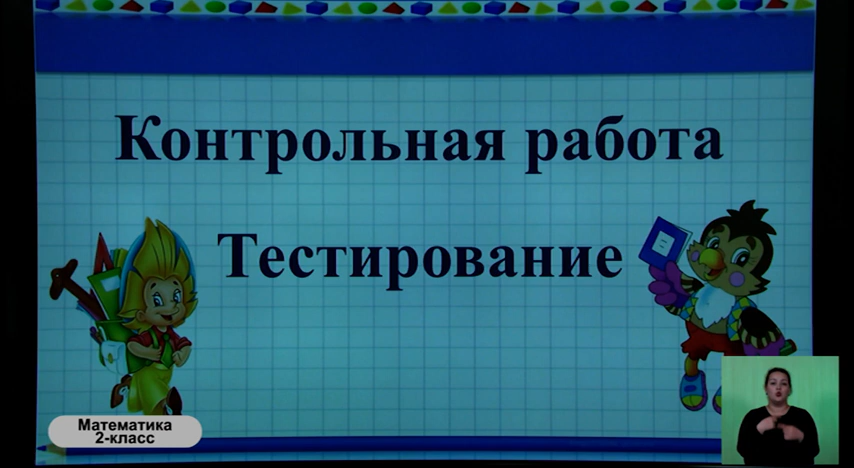 Контрольная работа
Тестирование
Математика
2-класс